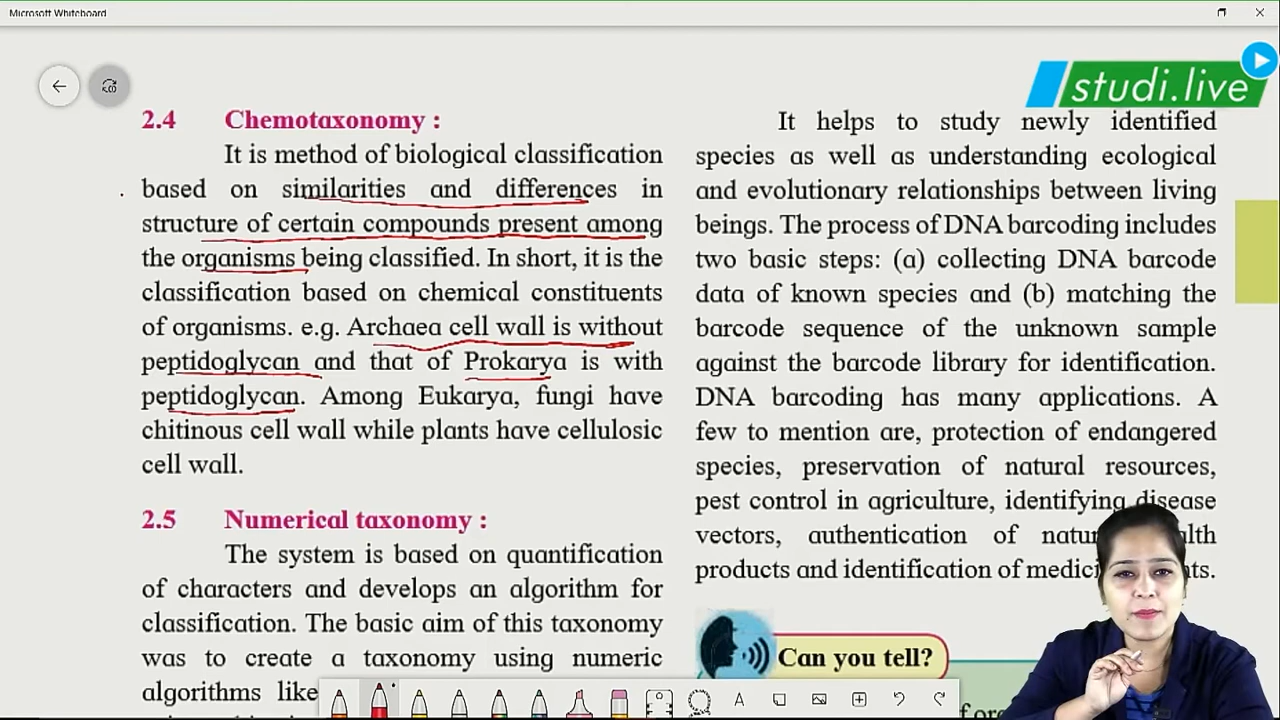 Microsoft Whiteboard
studi.live
2.4 Chemotaxonomy :
It is method of biological classification
based on similarities and differences in
structure of certain compounds present among
the organisms being classified. In short, it is the
classification based on chemical constituents
of organisms. e.g. Archaea cell wall is without
peptidoglycan and that of Prokarya is with
peptidoglycan. Among Eukarya, fungi have
chitinous cell wall while plants have cellulosic
cell wall.
2.5 Numerical taxonomy :
The system is based on quantification
of characters and develops an algorithm for
classification. The basic aim of this taxonomy
was to create a taxonomy using numeric
algorithms like
It helps to study newly identified
species as well as understanding ecological
and evolutionary relationships between living
beings. The process of DNA barcoding includes
two basic steps: (a) collecting DNA barcode
data of known species and (b) matching the
barcode sequence of the unknown sample
against the barcode library for identification.
DNA barcoding has many applications. A
few to mention are, protection of endangered
species, preservation of natural resources,
pest control in agriculture, identifying disease
vectors, authentication of
products and identification of
Can you tell?
A